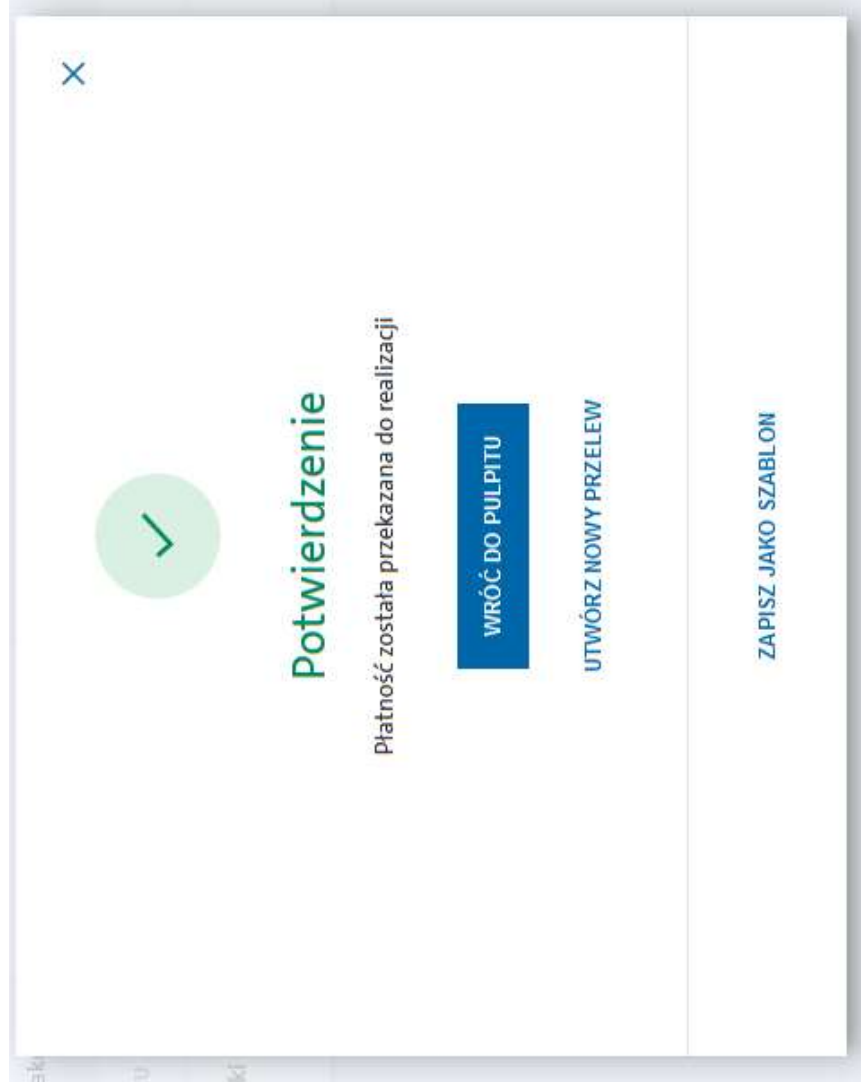 Potwierdzenie
Płatność została przekazana do realizacji
WRÓĆ DO PULPITU
UTWÓRZ NOWY PRZELEW
ZAPISZ JAKO SZABLON